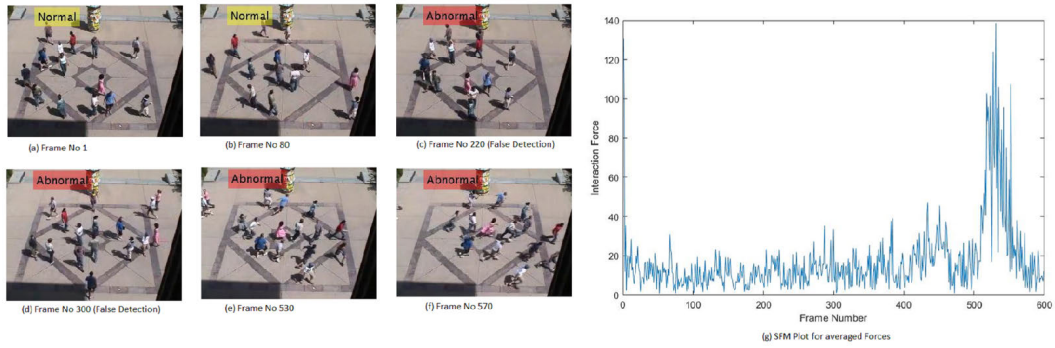 Normal
Normal
Abnormal
(a) Frame No 1
(b) Frame No 80
(c) Frame No 220 (False Detection)
Abnormal
Abnormal
Abnormal
(d) Frame No 300 (False Detection)
(e) Frame No 530
(f) Frame No 570
140
120
100
80
60
40
20
0
Interaction Force
0
100
200
300
400
500
600
Frame Number
(g) SFM Plot for averaged Forces